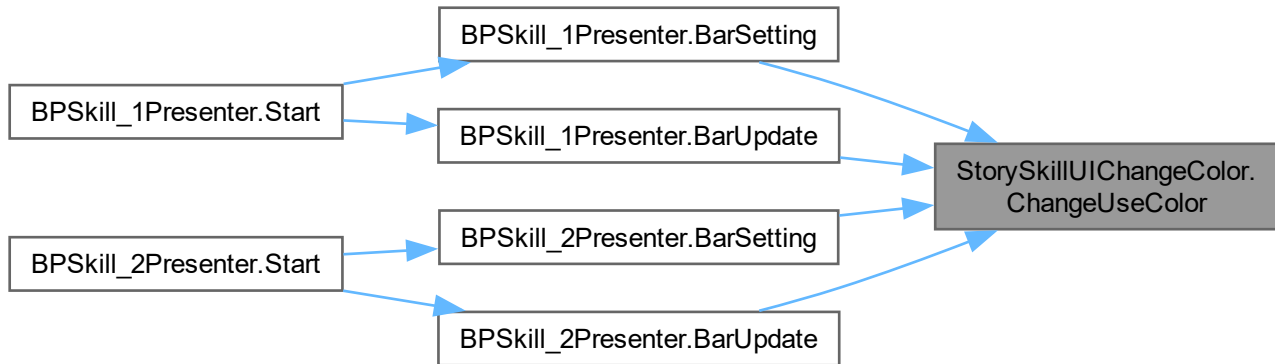 BPSkill_1Presenter.BarSetting
BPSkill_1Presenter.Start
BPSkill_1Presenter.BarUpdate
StorySkillUIChangeColor.
ChangeUseColor
BPSkill_2Presenter.BarSetting
BPSkill_2Presenter.Start
BPSkill_2Presenter.BarUpdate